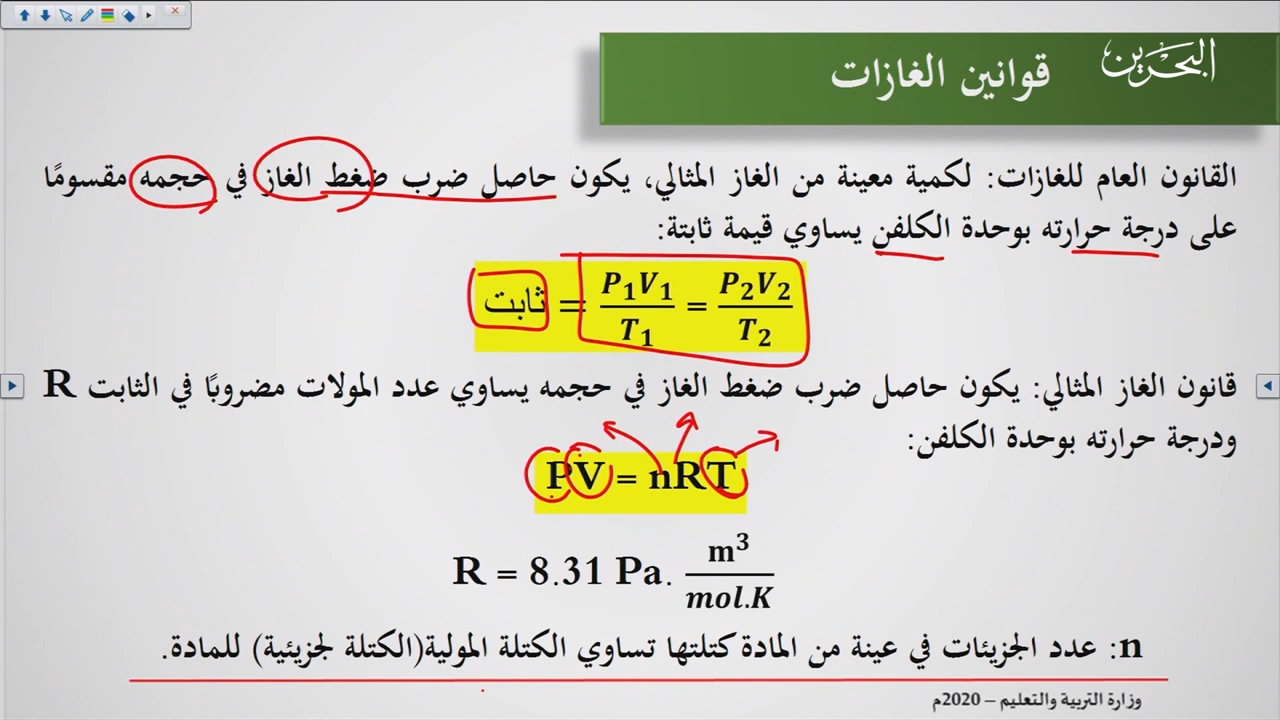 البحرين
قوانين الغازات
القانون العام للغازات: لكمية معينة من الغاز المثالي، يكون حاصل ضرب ضغط الغاز في حجمه مقسومًا
على درجة حرارته بوحدة الكلفن يساوي قيمة ثابتة:
ثابت = P₁V₁/T₁ = P₂V₂/T₂
قانون الغاز المثالي: يكون حاصل ضرب ضغط الغاز في حجمه يساوي عدد المولات مضروبًا في الثابت R
ودرجة حرارته بوحدة الكلفن:
PV = nRT
R = 8.31 Pa. m³/mol.K
n: عدد الجزيئات في عينة من المادة كتلتها تساوي الكتلة المولية(الكتلة لجزيئية) للمادة.
وزارة التربية والتعليم – 2020م